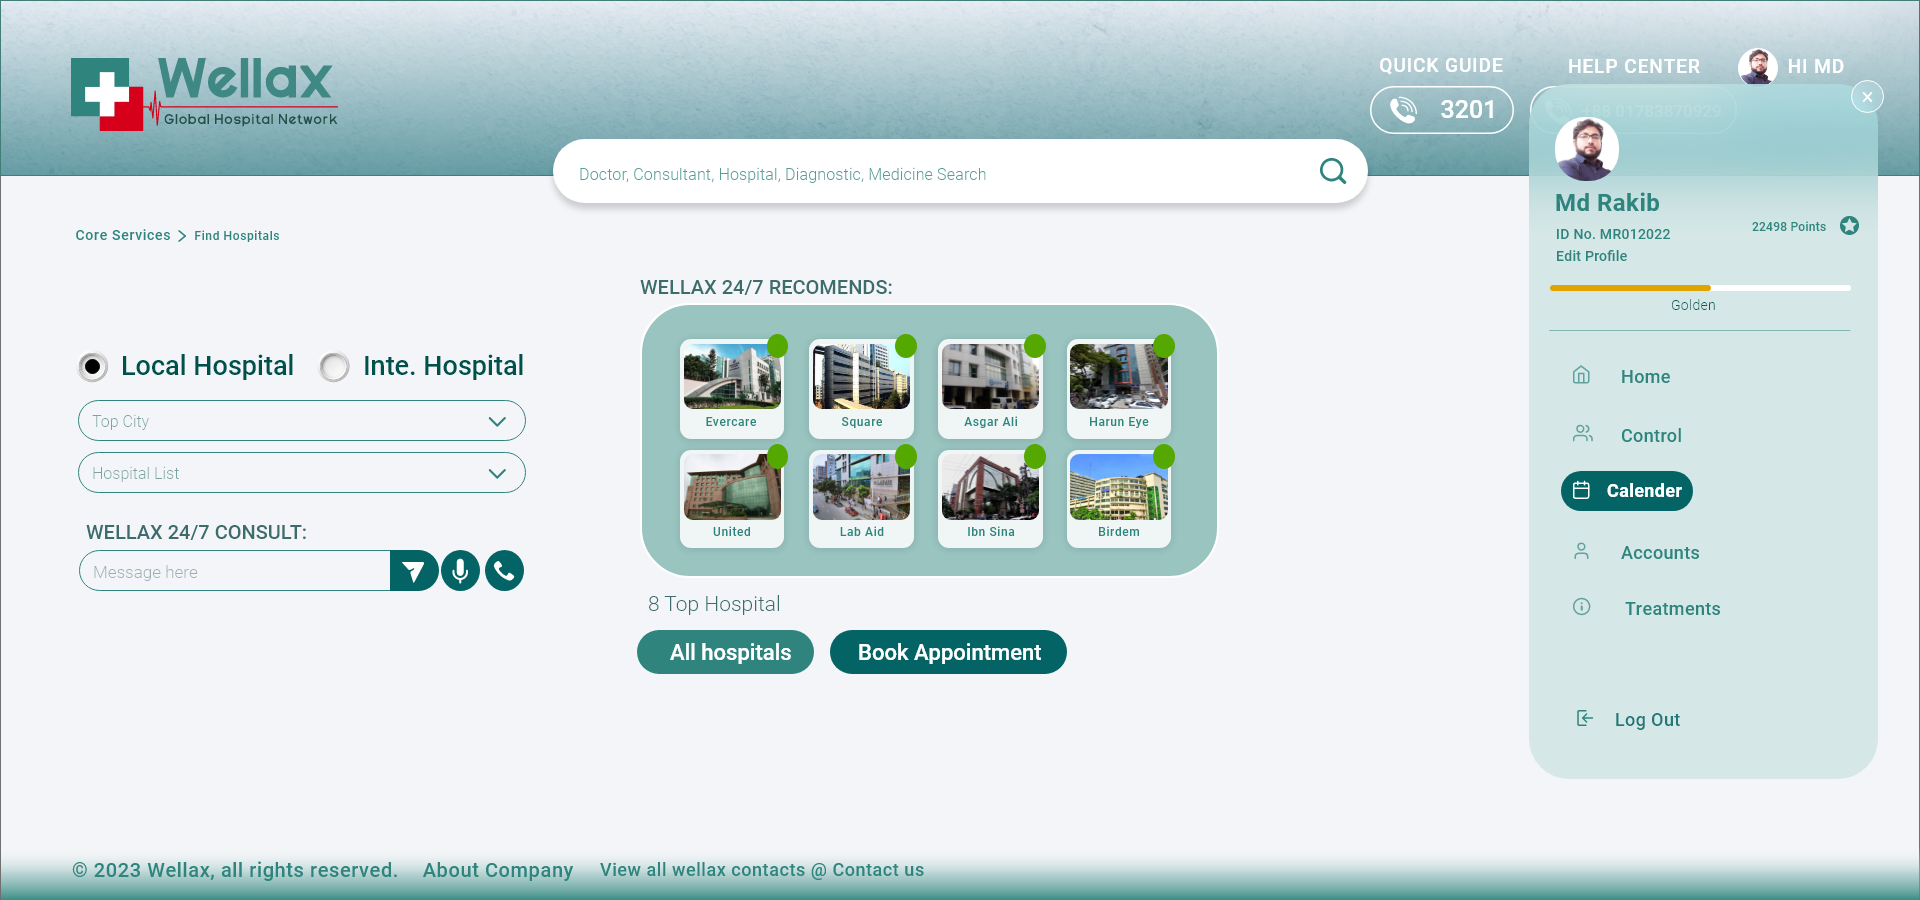 Wellax
Global Hospital Network
QUICK GUIDE
HELP CENTER
HI MD
3201
+88 01783870929
Doctor, Consultant, Hospital, Diagnostic, Medicine Search
Core Services > Find Hospitals
Md Rakib
22498 Points
ID No. MR012022
Edit Profile
Golden
WELLAX 24/7 RECOMENDS:
Local Hospital
Inte. Hospital
Top City
Hospital List
WELLAX 24/7 CONSULT:
Message here
Evercare
Square
Asgar Ali
Harun Eye
United
Lab Aid
Ibn Sina
Birdem
8 Top Hospital
All hospitals
Book Appointment
Home
Control
Calender
Accounts
Treatments
Log Out
© 2023 Wellax, all rights reserved.
About Company
View all wellax contacts @ Contact us